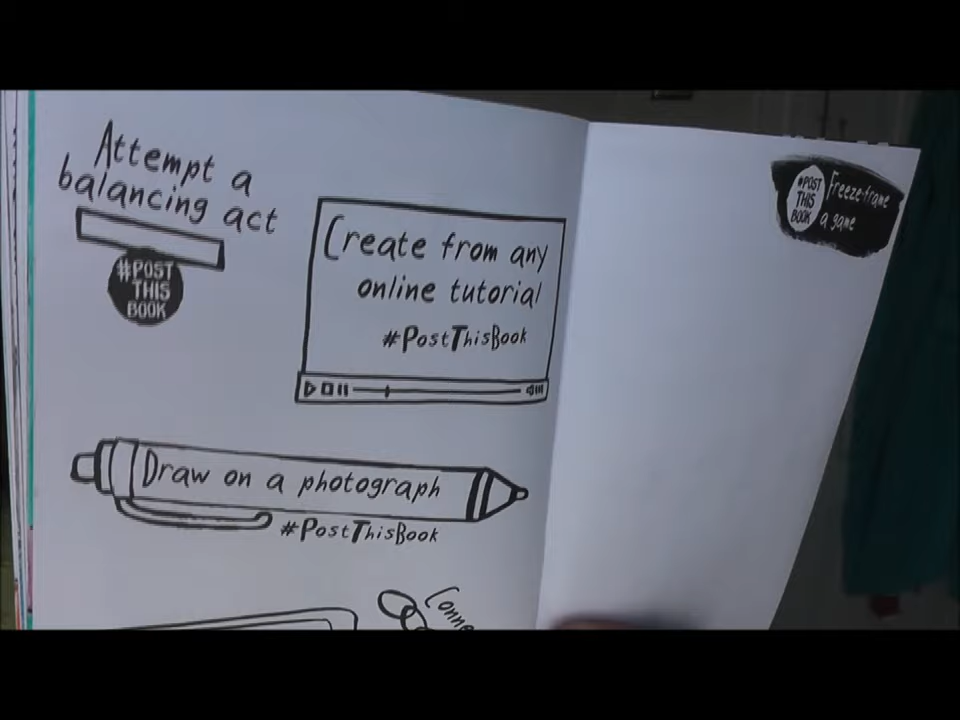 Attempt a
balancing act
#POST
THIS
BOOK
Create from any
online tutorial
#PostThisBook
Draw on a photograph
#PostThisBook
#POST
THIS
BOOK
Freeze-frame
a game